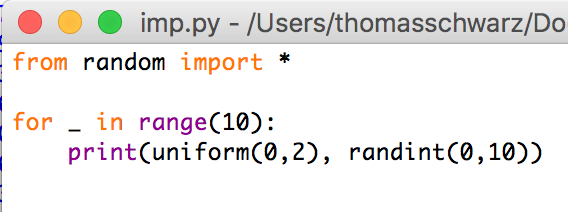 imp.py - /Users/thomasschwarz/Do
from random import *
for _ in range(10):
    print(uniform(0,2), randint(0,10))